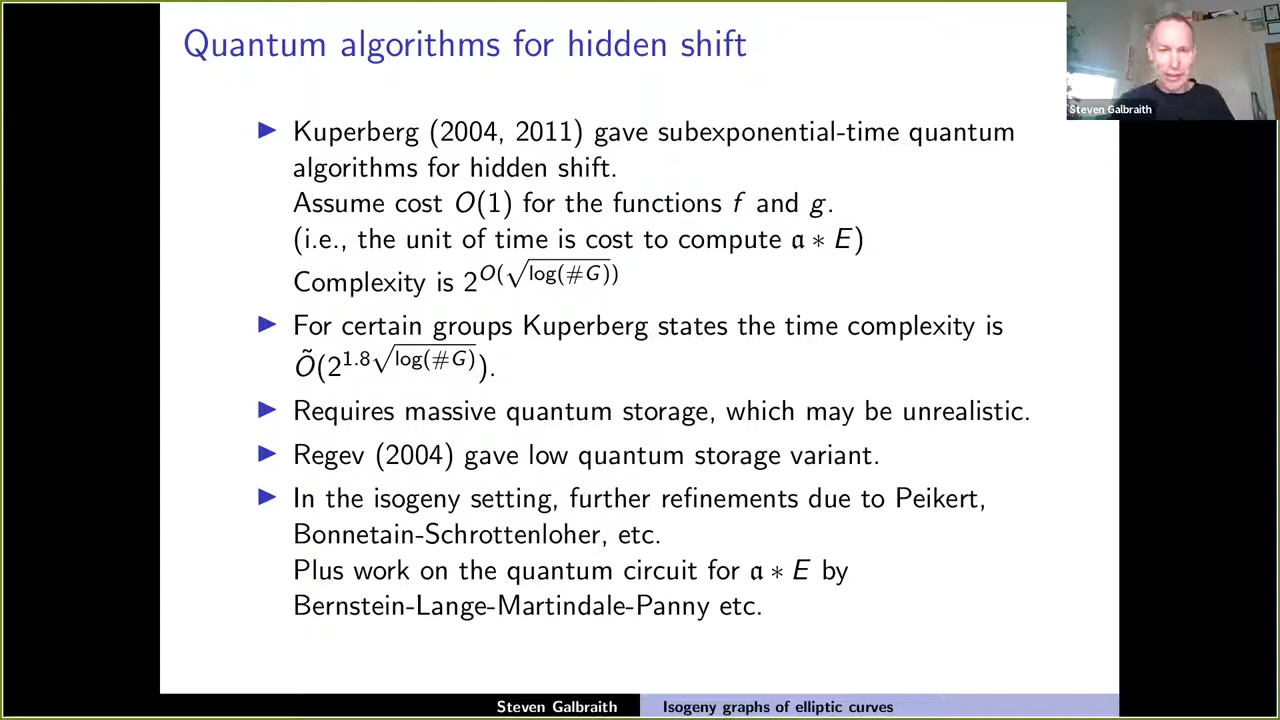 Quantum algorithms for hidden shift
Steven Galbraith
▶ Kuperberg (2004, 2011) gave subexponential-time quantum
algorithms for hidden shift.
Assume cost O(1) for the functions f and g.
(i.e., the unit of time is cost to compute 𝔞 ∗ E)
Complexity is 2^{O(√log(#G))}
▶ For certain groups Kuperberg states the time complexity is
Õ(2^{1.8√log(#G)}).
▶ Requires massive quantum storage, which may be unrealistic.
▶ Regev (2004) gave low quantum storage variant.
▶ In the isogeny setting, further refinements due to Peikert,
Bonnetain-Schrottenloher, etc.
Plus work on the quantum circuit for 𝔞 ∗ E by
Bernstein-Lange-Martindale-Panny etc.
Steven Galbraith
Isogeny graphs of elliptic curves